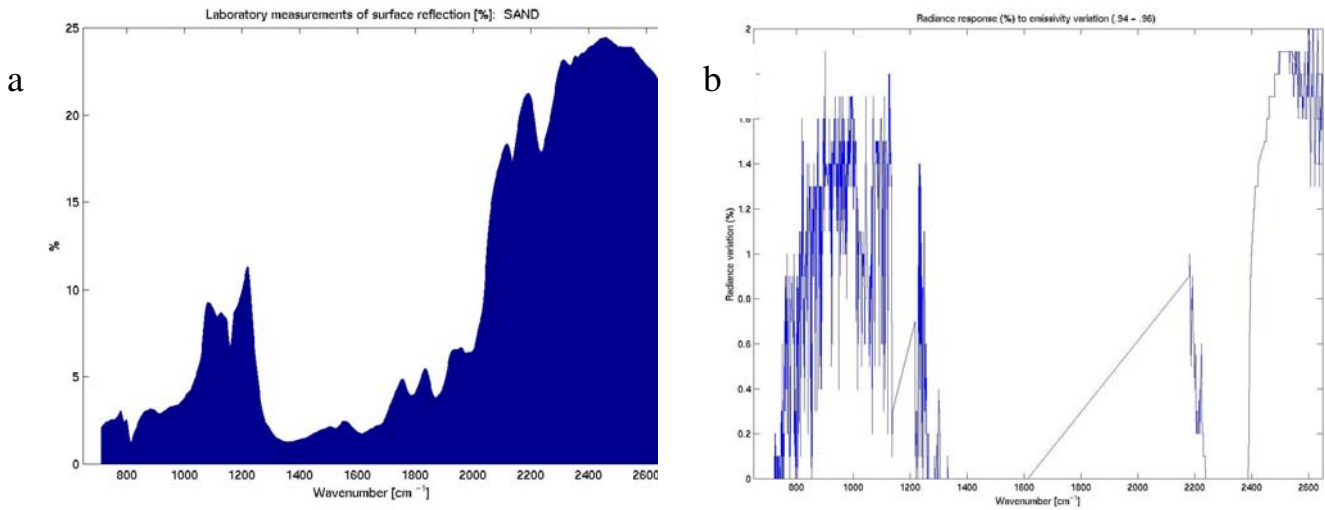 a
Laboratory measurements of surface reflection [%]: SAND
25
20
15
10
5
0
%
800 1000 1200 1400 1600 1800 2000 2200 2400 2600
Wavenumber [cm⁻¹]
b
Radiance response (%) to emissivity variation (.94 – .96)
2
1.6
1.4
1.2
1
0.8
0.6
0.4
0.2
0
Radiance variation (%)
800 1000 1200 1400 1600 1800 2000 2200 2400 2600
Wavenumber [cm⁻¹]